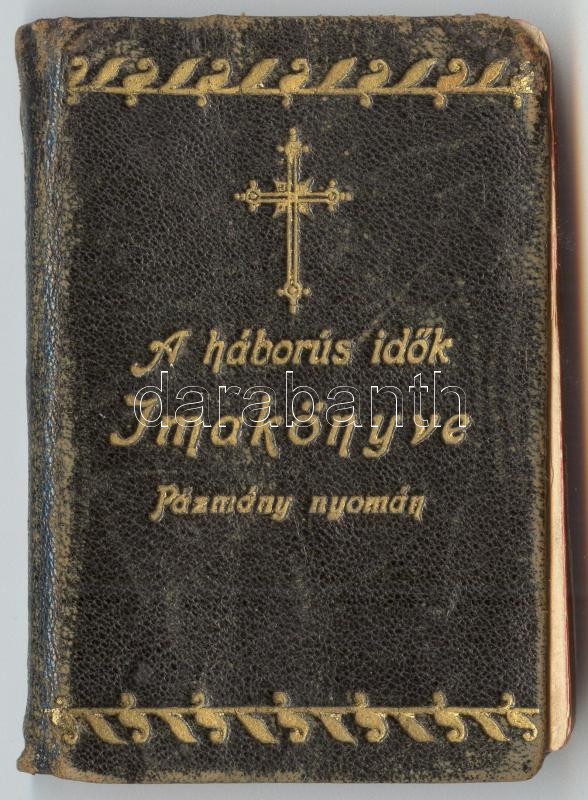 A háborús idők
Imakönyve
darabanth
Pázmány nyomán